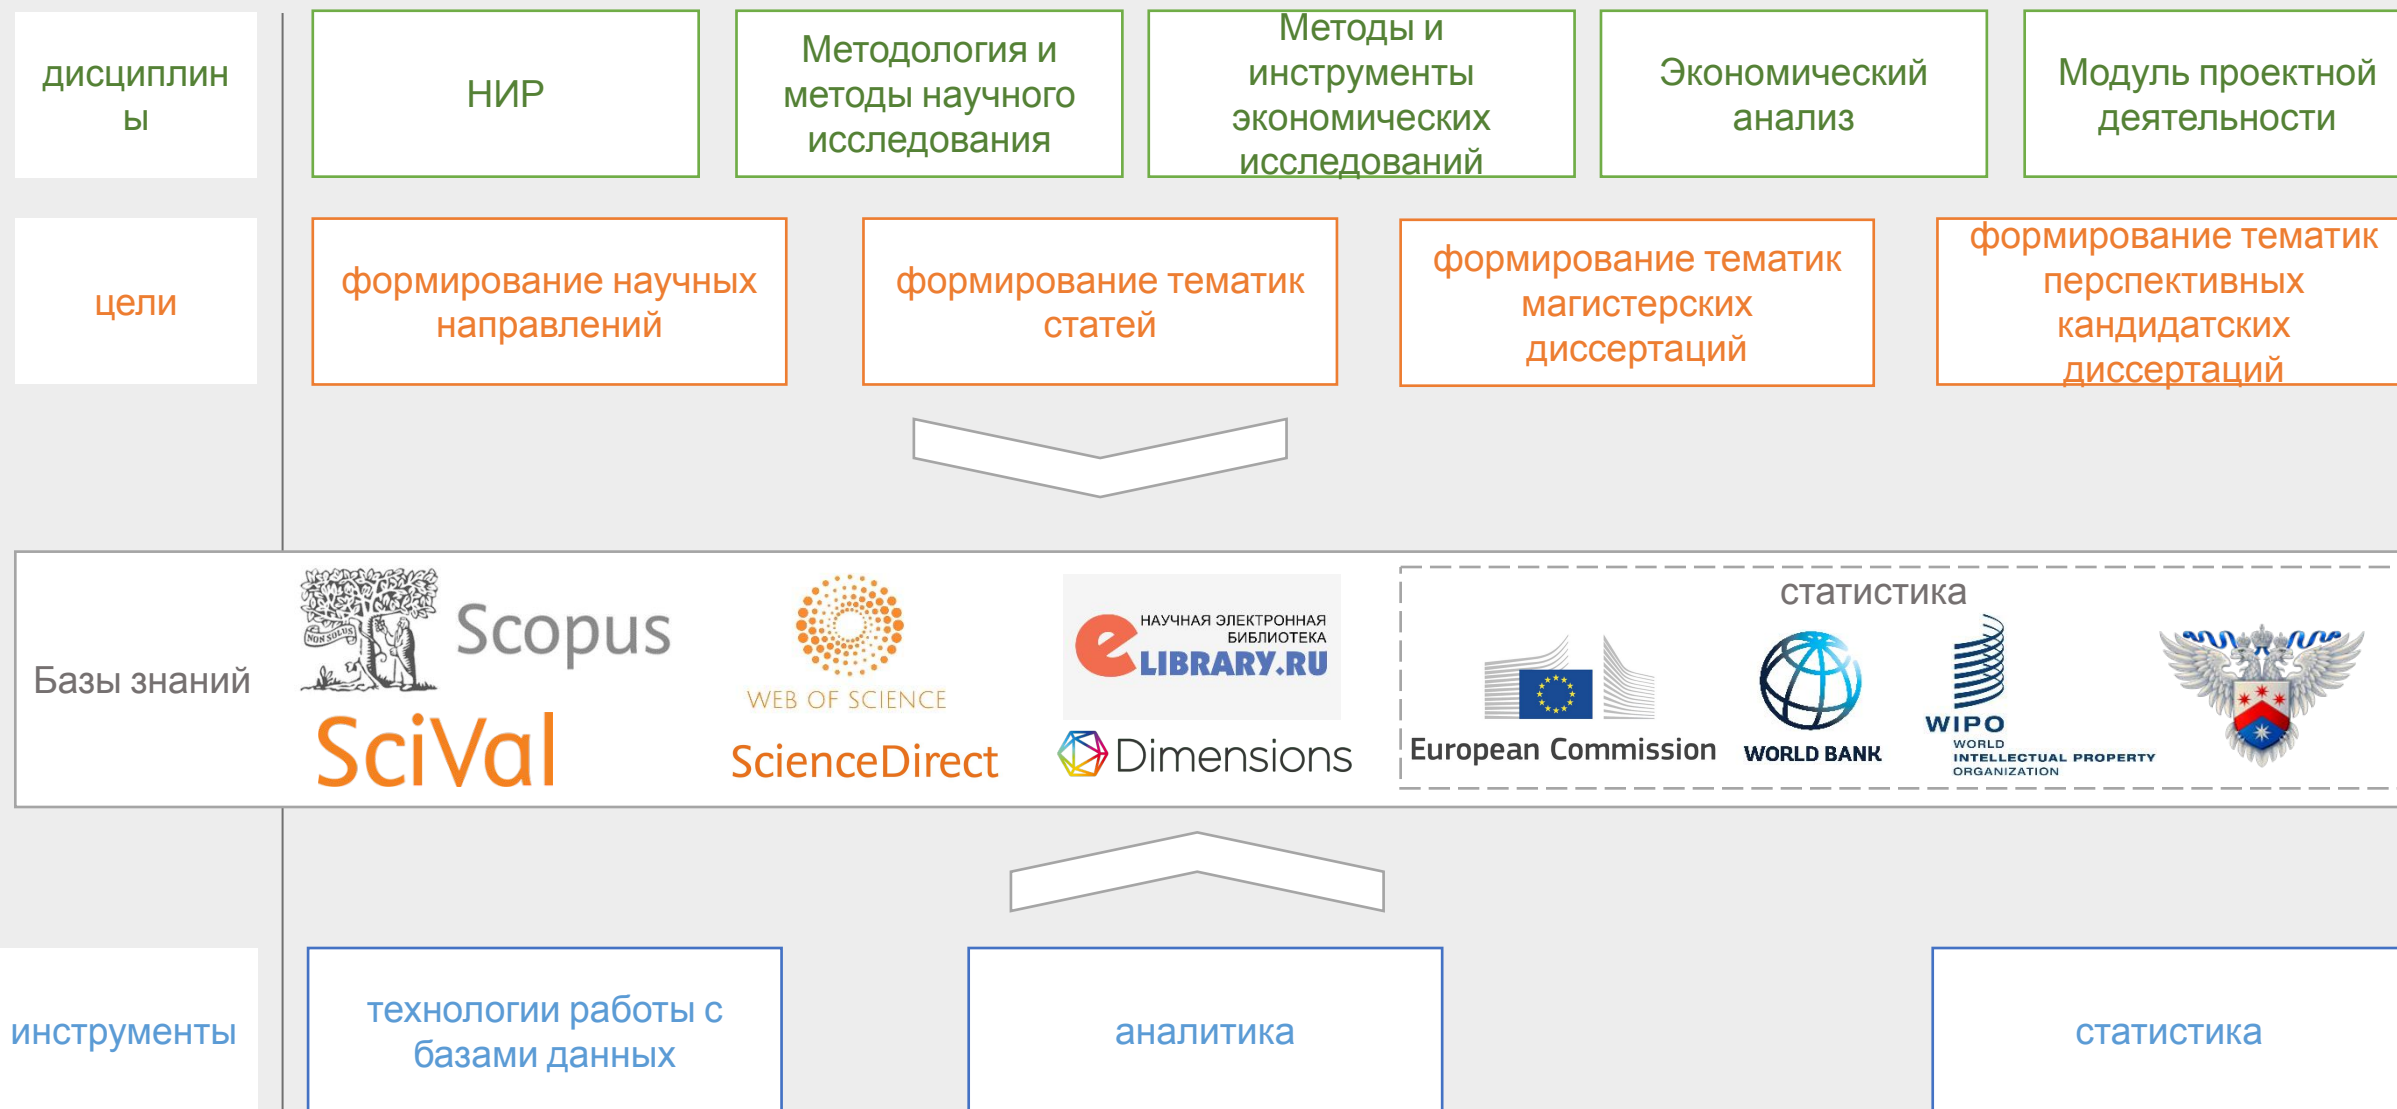 дисциплин
ы
НИР
Методология и
методы научного
исследования
Методы и
инструменты
экономических
исследований
Экономический
анализ
Модуль проектной
деятельности
цели
формирование научных
направлений
формирование тематик
статей
формирование тематик
магистерских
диссертаций
формирование тематик
перспективных
кандидатских
диссертаций
Базы знаний
NON SOLUS
Scopus
SciVal
WEB OF SCIENCE
ScienceDirect
НАУЧНАЯ ЭЛЕКТРОННАЯ
БИБЛИОТЕКА
eLIBRARY.RU
Dimensions
статистика
European Commission
WORLD BANK
WIPO
WORLD
INTELLECTUAL PROPERTY
ORGANIZATION
инструменты
технологии работы с
базами данных
аналитика
статистика